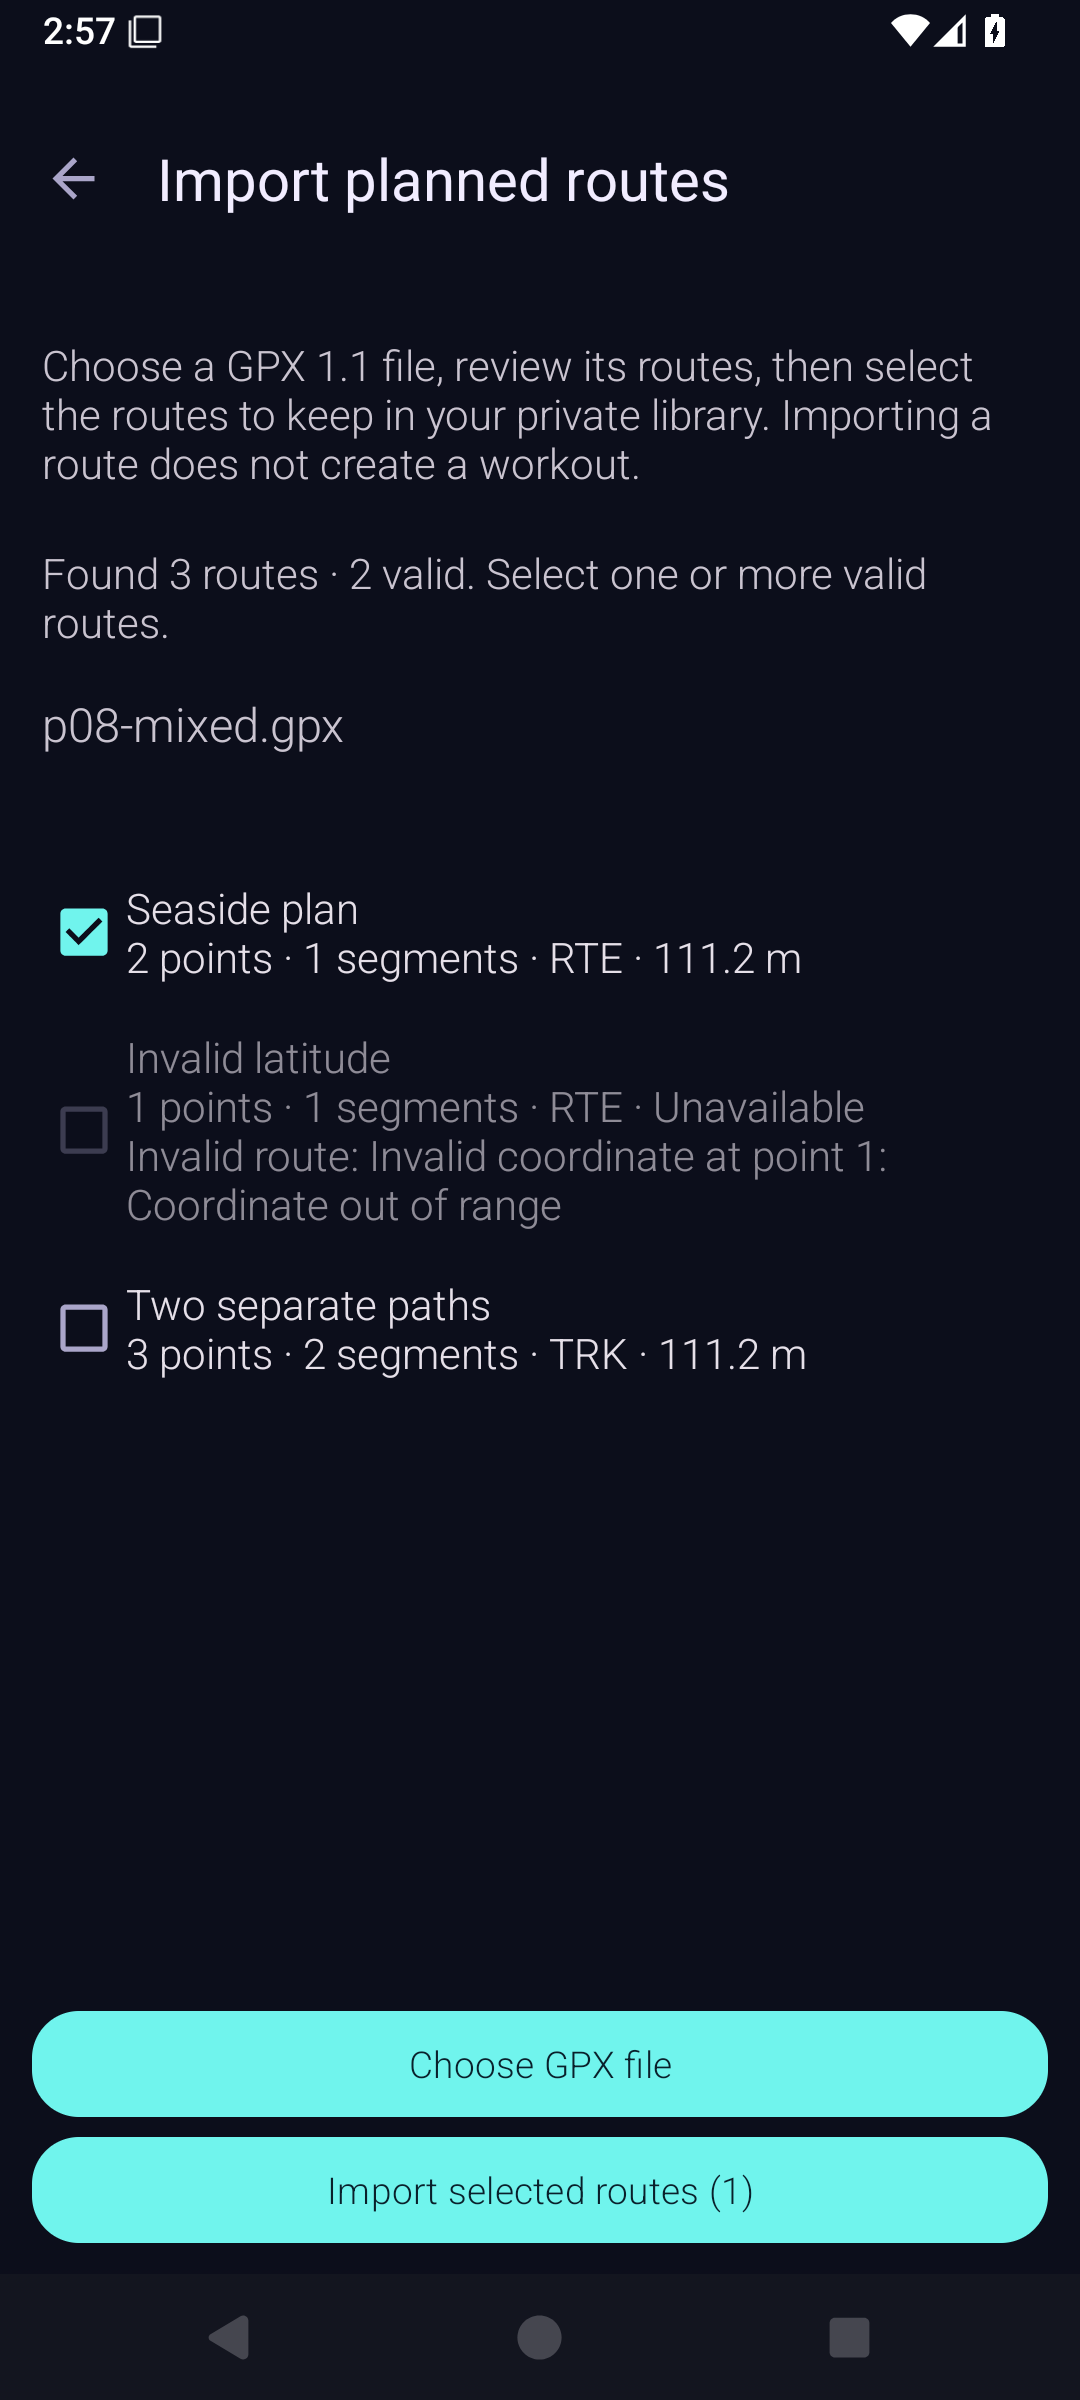 2:57
Import planned routes
Choose a GPX 1.1 file, review its routes, then select
the routes to keep in your private library. Importing a
route does not create a workout.
Found 3 routes · 2 valid. Select one or more valid
routes.
p08-mixed.gpx
Seaside plan
2 points · 1 segments · RTE · 111.2 m
Invalid latitude
1 points · 1 segments · RTE · Unavailable
Invalid route: Invalid coordinate at point 1:
Coordinate out of range
Two separate paths
3 points · 2 segments · TRK · 111.2 m
Choose GPX file
Import selected routes (1)